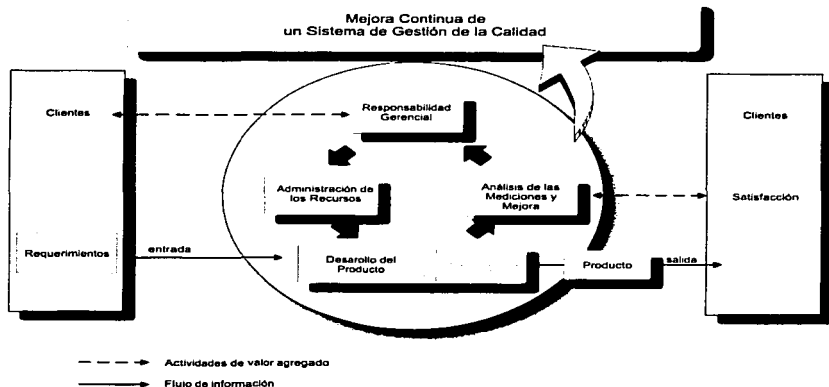 Mejora Continua de
un Sistema de Gestión de la Calidad
Clientes
Responsabilidad
Gerencial
Clientes
Administración de
los Recursos
Análisis de las
Mediciones y
Mejora
Satisfacción
Requerimientos
entrada
Desarollo del
Producto
Producto
salida
Actividades de valor agregado
Flujo de información